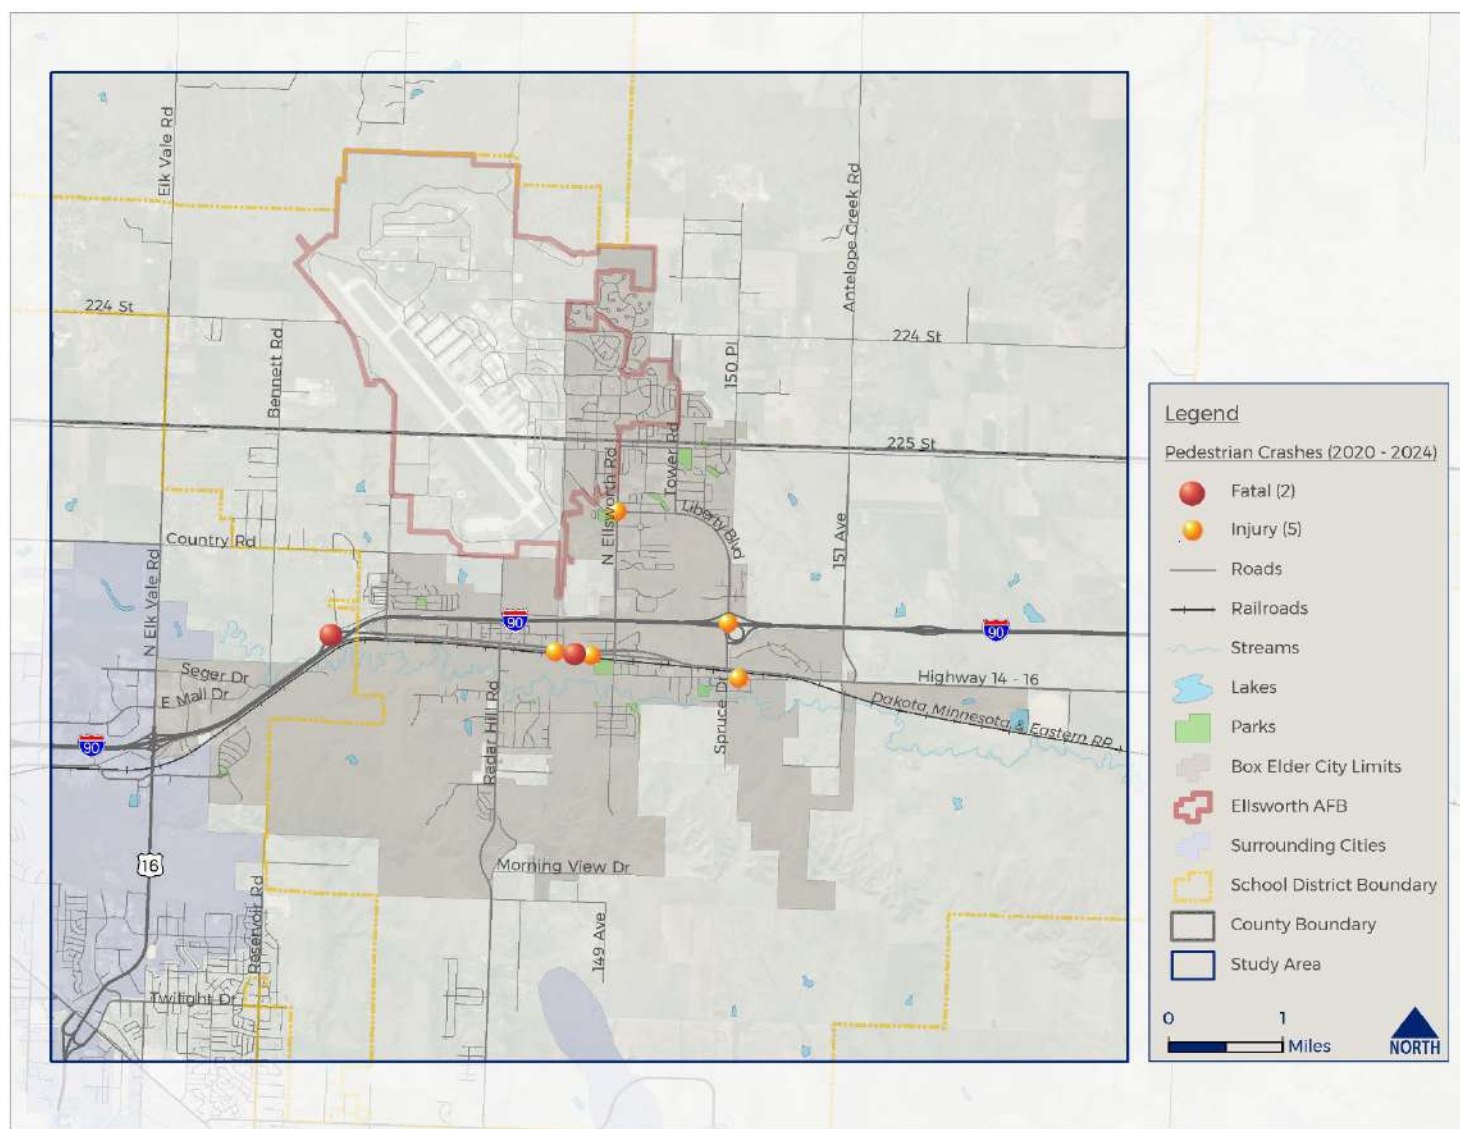 Elk Vale Rd
Antelope Creek Rd
224 St
Bennett Rd
224 St
150 Pl
225 St
Tower Rd
N Ellsworth Rd
Liberty Blvd
Country Rd
151 Ave
N Elk Vale Rd
90
90
Seger Dr
E Mall Dr
Highway 14 - 16
Radar Hill Rd
Spruce Dr
Dakota, Minnesota, & Eastern RR
90
16
Morning View Dr
Reservoir Rd
149 Ave
Twilight Dr
Legend
Pedestrian Crashes (2020 - 2024)
Fatal (2)
Injury (5)
Roads
Railroads
Streams
Lakes
Parks
Box Elder City Limits
Ellsworth AFB
Surrounding Cities
School District Boundary
County Boundary
Study Area
0 1
Miles
NORTH